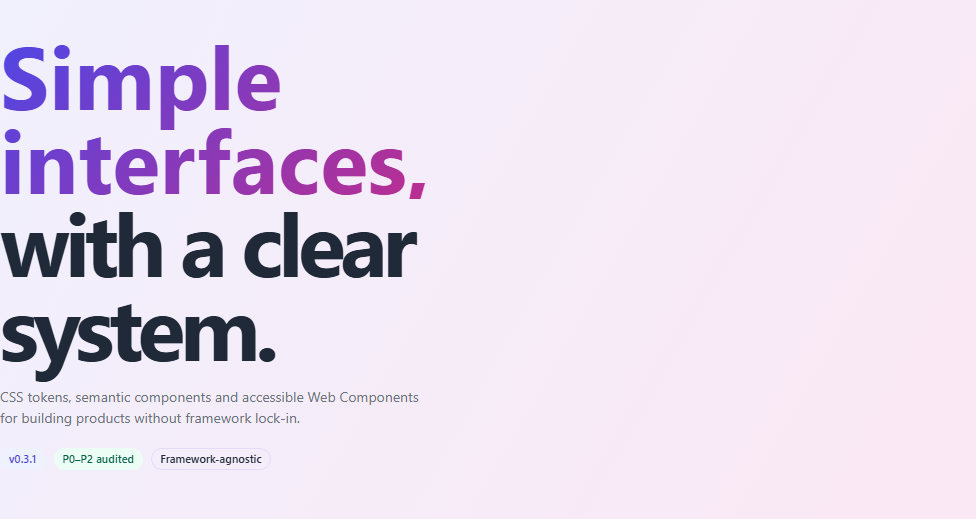 Simple
interfaces,
with a clear
system.
CSS tokens, semantic components and accessible Web Components
for building products without framework lock-in.
v0.3.1 P0–P2 audited Framework-agnostic